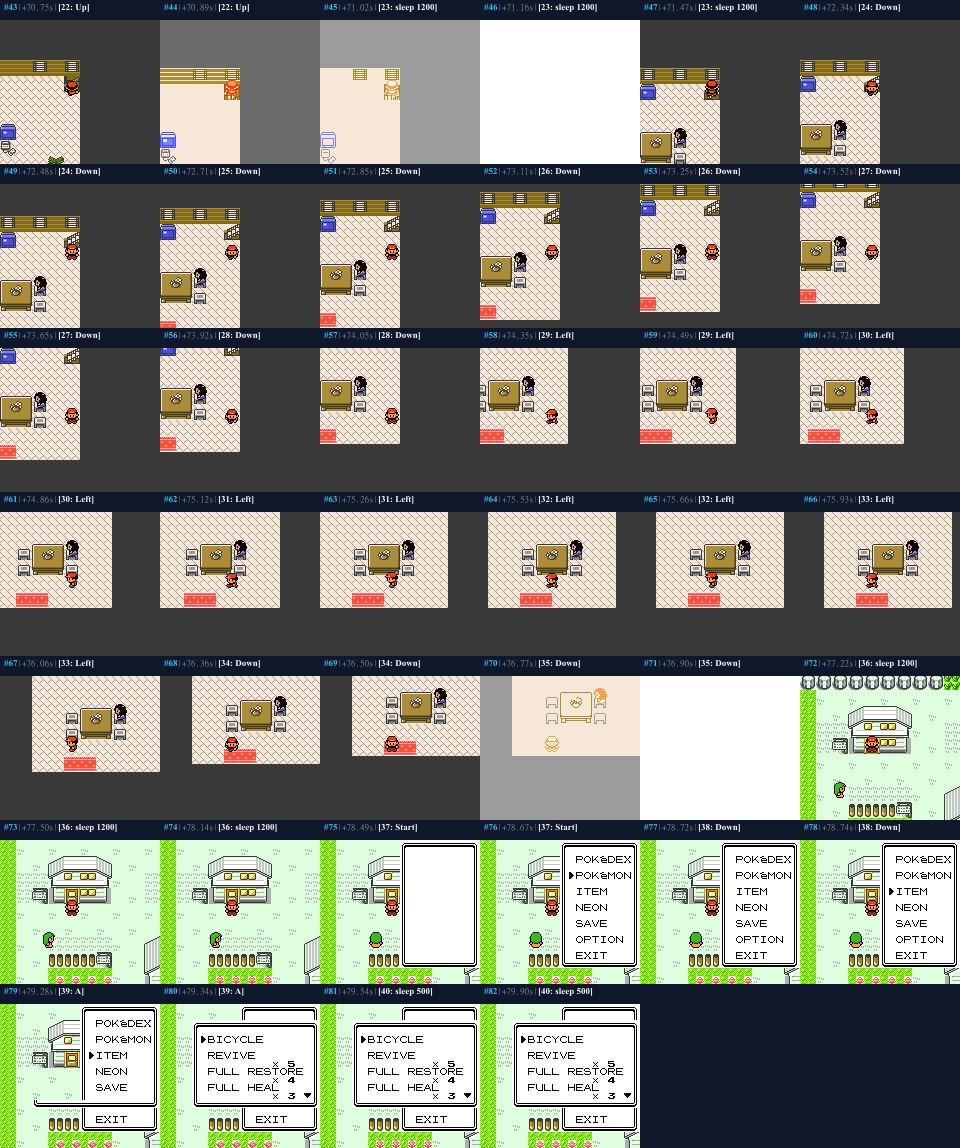 #43|+70.75s|[22: Up]
#44|+70.89s|[22: Up]
#45|+71.02s|[23: sleep 1200]
#46|+71.16s|[23: sleep 1200]
#47|+71.47s|[23: sleep 1200]
#48|+72.34s|[24: Down]
#49|+72.48s|[24: Down]
#50|+72.71s|[25: Down]
#51|+72.85s|[25: Down]
#52|+73.11s|[26: Down]
#53|+73.25s|[26: Down]
#54|+73.52s|[27: Down]
#55|+73.65s|[27: Down]
#56|+73.92s|[28: Down]
#57|+74.05s|[28: Down]
#58|+74.35s|[29: Left]
#59|+74.49s|[29: Left]
#60|+74.72s|[30: Left]
#61|+74.86s|[30: Left]
#62|+75.12s|[31: Left]
#63|+75.26s|[31: Left]
#64|+75.53s|[32: Left]
#65|+75.66s|[32: Left]
#66|+75.93s|[33: Left]
#67|+76.06s|[33: Left]
#68|+76.36s|[34: Down]
#69|+76.50s|[34: Down]
#70|+76.77s|[35: Down]
#71|+76.90s|[35: Down]
#72|+77.22s|[36: sleep 1200]
#73|+77.50s|[36: sleep 1200]
#74|+78.14s|[36: sleep 1200]
#75|+78.49s|[37: Start]
#76|+78.67s|[37: Start]
POKéDEX
▶POKéMON
ITEM
NEON
SAVE
OPTION
EXIT
#77|+78.72s|[38: Down]
POKéDEX
POKéMON
ITEM
NEON
SAVE
OPTION
EXIT
#78|+78.74s|[38: Down]
POKéDEX
POKéMON
▶ITEM
NEON
SAVE
OPTION
EXIT
#79|+79.28s|[39: A]
POKéDEX
POKéMON
▶ITEM
NEON
SAVE
EXIT
#80|+79.34s|[39: A]
▶BICYCLE
REVIVE
× 5
FULL RESTORE
× 4
FULL HEAL
× 3 ▼
EXIT
#81|+79.54s|[40: sleep 500]
▶BICYCLE
REVIVE
× 5
FULL RESTORE
× 4
FULL HEAL
× 3 ▼
EXIT
#82|+79.90s|[40: sleep 500]
▶BICYCLE
REVIVE
× 5
FULL RESTORE
× 4
FULL HEAL
× 3 ▼
EXIT